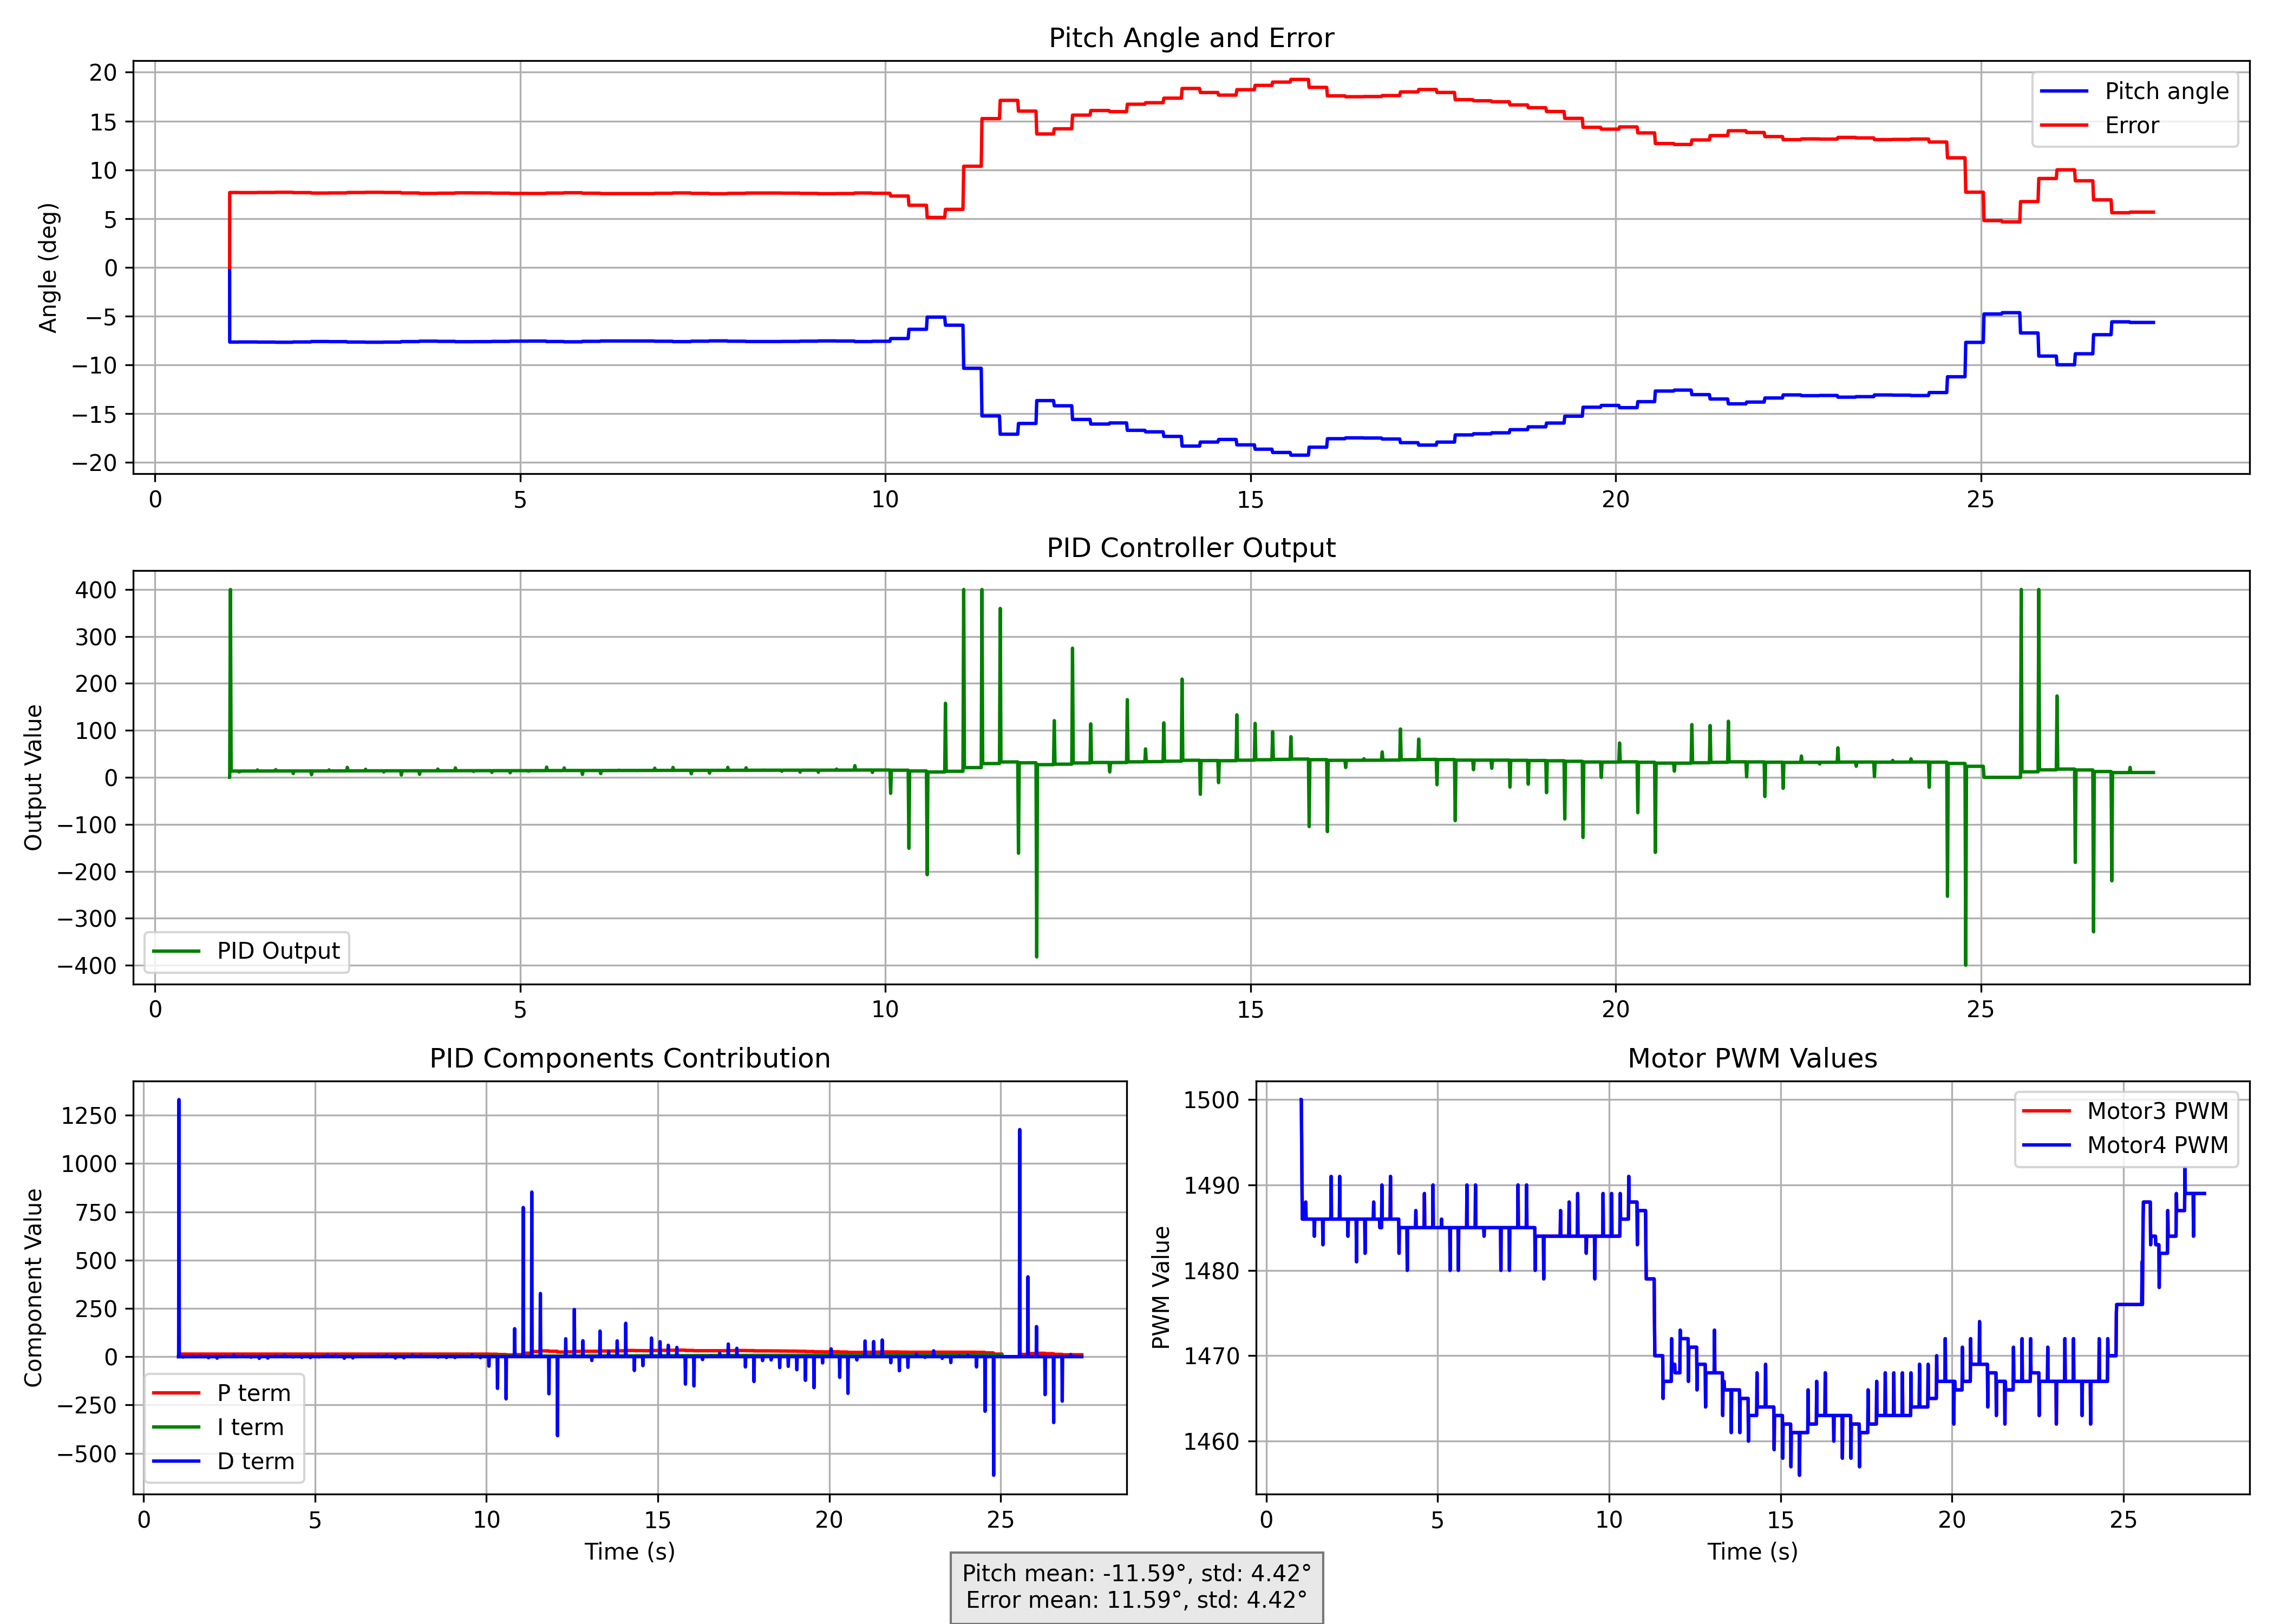 Pitch Angle and Error
20
15
10
5
0
−5
−10
−15
−20
Angle (deg)
Pitch angle
Error
0 5 10 15 20 25
PID Controller Output
400
300
200
100
0
−100
−200
−300
−400
Output Value
PID Output
0 5 10 15 20 25
PID Components Contribution
1250
1000
750
500
250
0
−250
−500
Component Value
P term
I term
D term
0 5 10 15 20 25
Time (s)
Motor PWM Values
1500
1490
1480
1470
1460
PWM Value
Motor3 PWM
Motor4 PWM
0 5 10 15 20 25
Time (s)
Pitch mean: -11.59°, std: 4.42°
Error mean: 11.59°, std: 4.42°